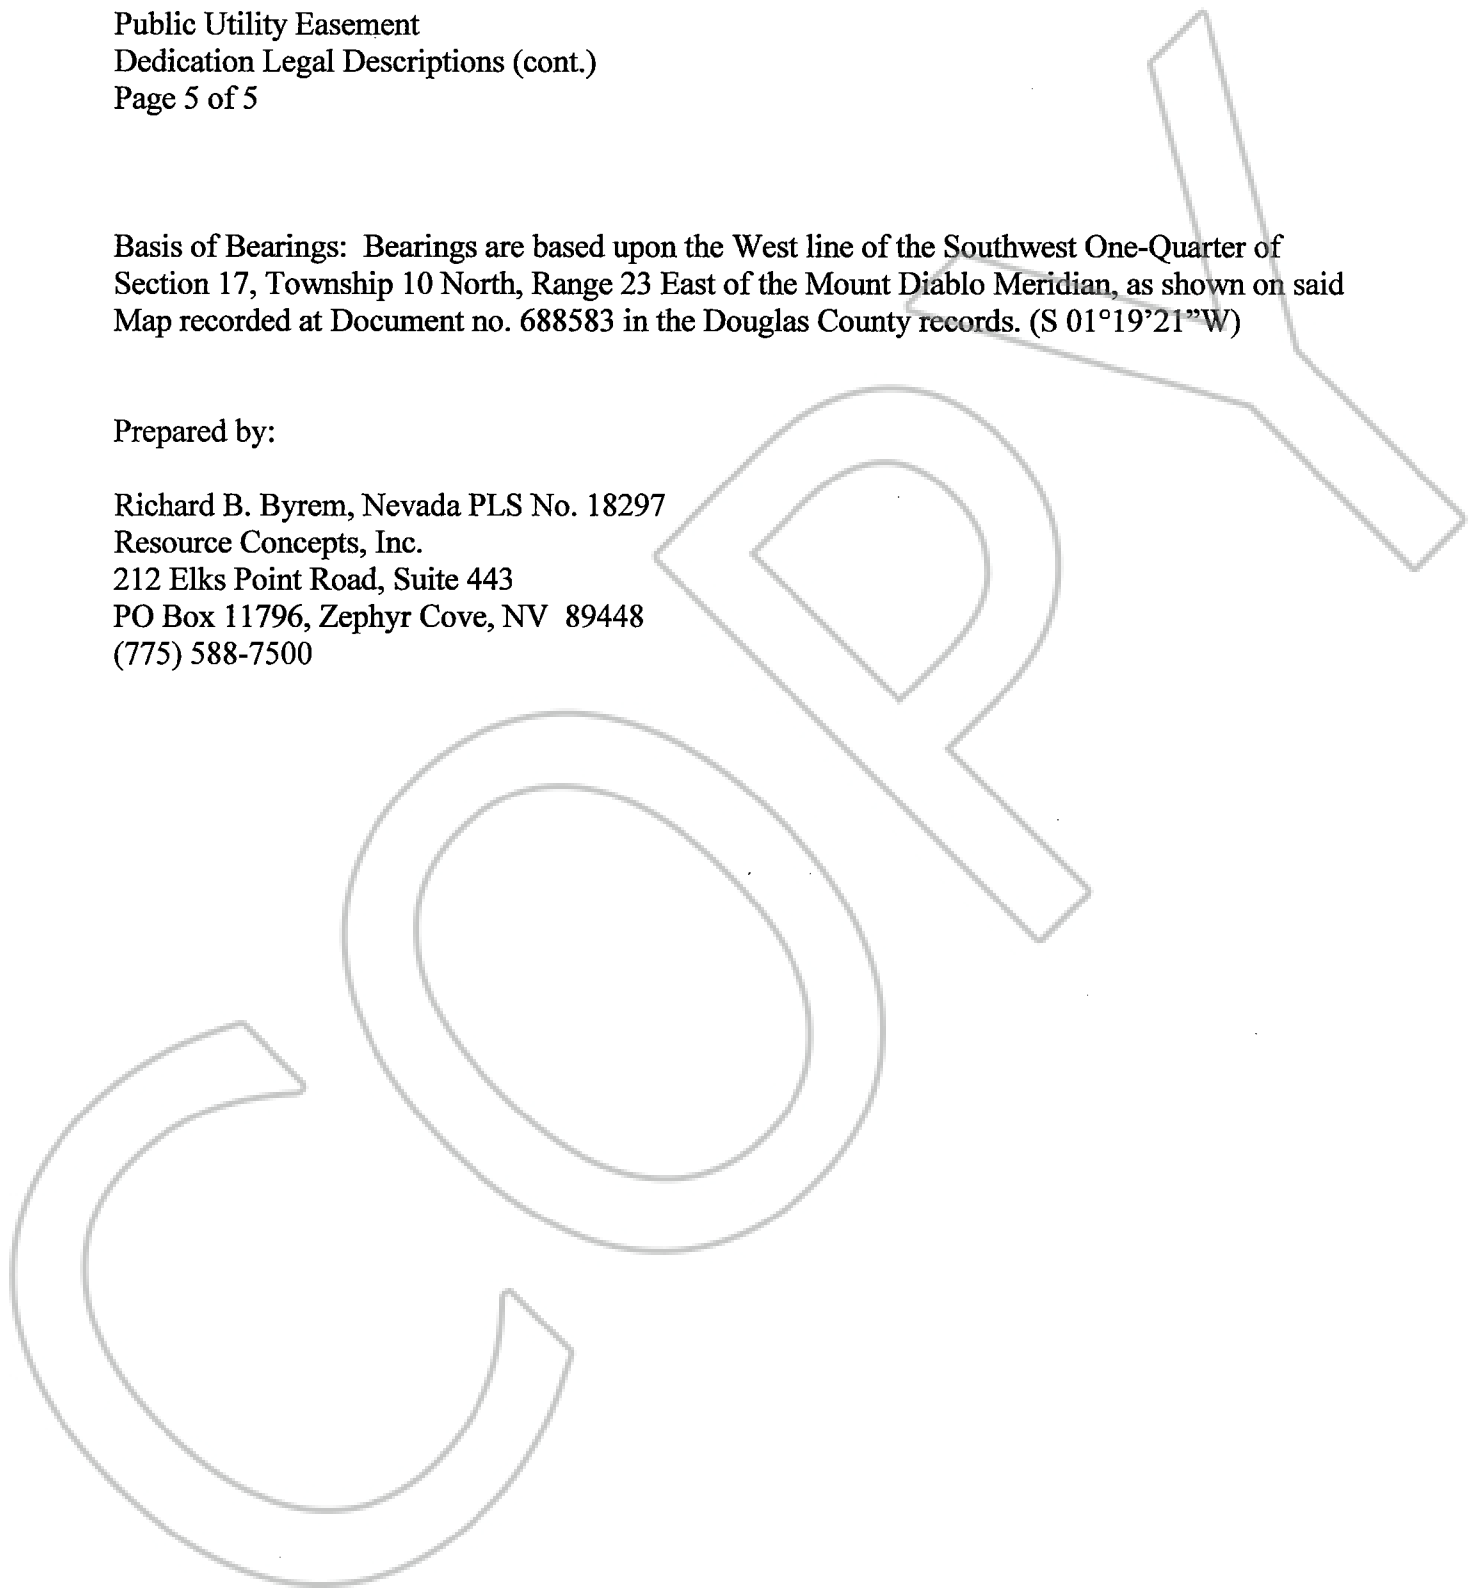 Public Utility Easement
Dedication Legal Descriptions (cont.)
Page 5 of 5
Basis of Bearings:  Bearings are based upon the West line of the Southwest One-Quarter of
Section 17, Township 10 North, Range 23 East of the Mount Diablo Meridian, as shown on said
Map recorded at Document no. 688583 in the Douglas County records. (S 01°19’21”W)
Prepared by:
Richard B. Byrem, Nevada PLS No. 18297
Resource Concepts, Inc.
212 Elks Point Road, Suite 443
PO Box 11796, Zephyr Cove, NV  89448
(775) 588-7500
COPY